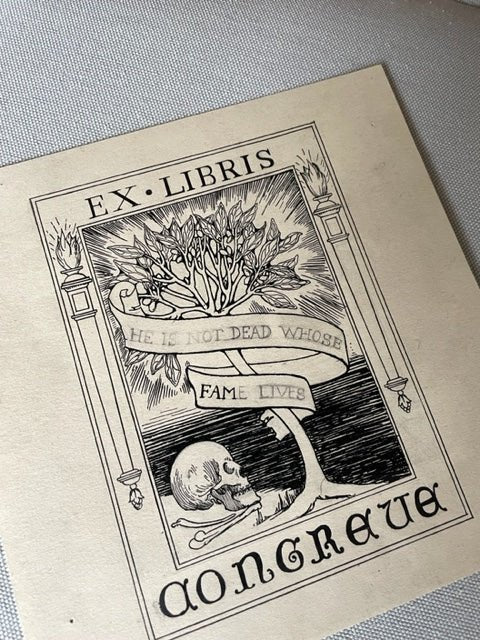 EX·LIBRIS
HE IS NOT DEAD WHOSE
FAME LIVES
CONGREVE